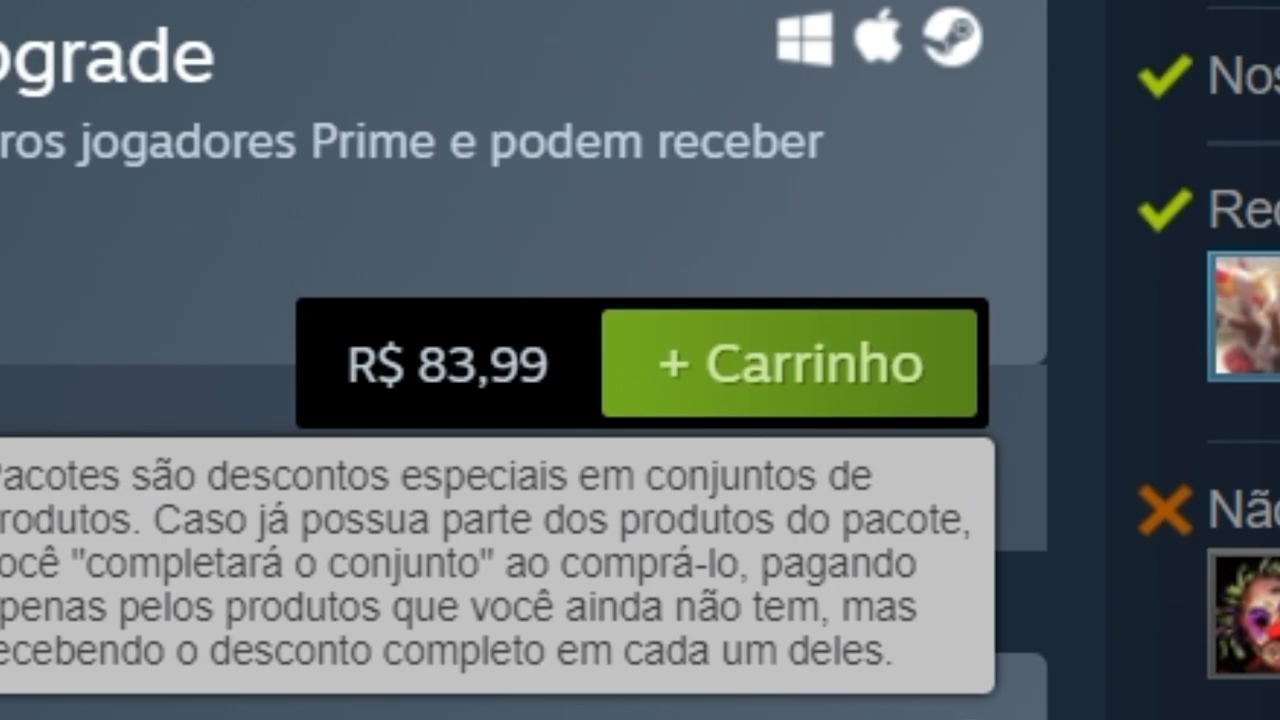 ograde
ros jogadores Prime e podem receber
R$ 83,99
+ Carrinho
Pacotes são descontos especiais em conjuntos de
rodutos. Caso já possua parte dos produtos do pacote,
ocê "completará o conjunto" ao comprá-lo, pagando
penas pelos produtos que você ainda não tem, mas
ecebendo o desconto completo em cada um deles.
Nos
Rec
Não